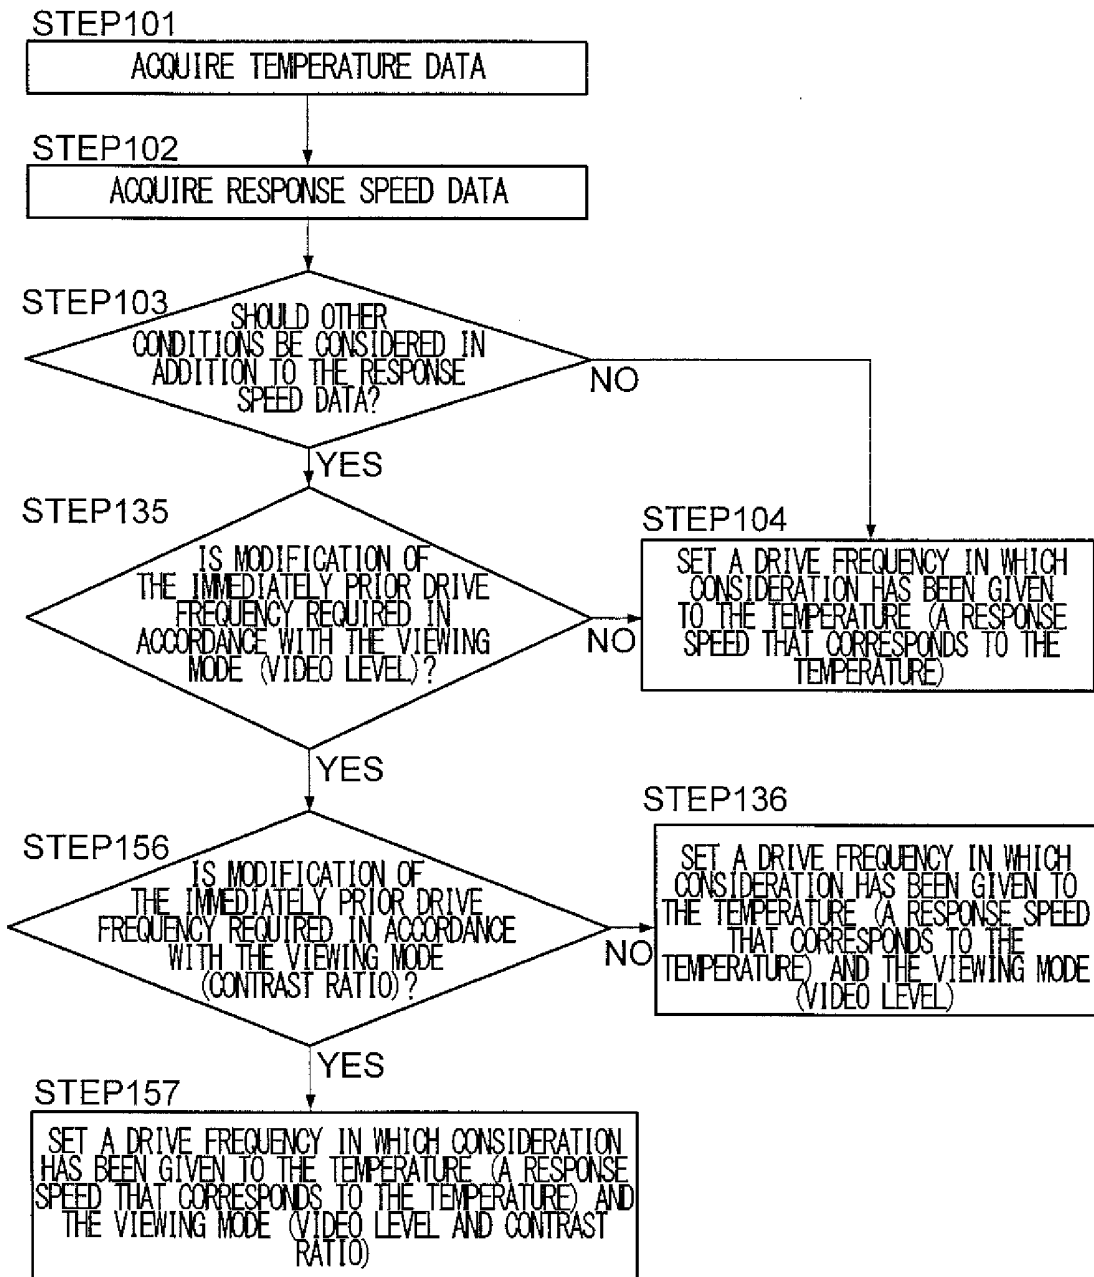 STEP101
ACQUIRE TEMPERATURE DATA
STEP102
ACQUIRE RESPONSE SPEED DATA
STEP103
SHOULD OTHER
CONDITIONS BE CONSIDERED IN
ADDITION TO THE RESPONSE
SPEED DATA?
NO
YES
STEP135
IS MODIFICATION OF
THE IMMEDIATELY PRIOR DRIVE
FREQUENCY REQUIRED IN
ACCORDANCE WITH THE VIEWING
MODE (VIDEO LEVEL)?
NO
STEP104
SET A DRIVE FREQUENCY IN WHICH
CONSIDERATION HAS BEEN GIVEN
TO THE TEMPERATURE (A RESPONSE
SPEED THAT CORRESPONDS TO THE
TEMPERATURE)
YES
STEP156
IS MODIFICATION OF
THE IMMEDIATELY PRIOR DRIVE
FREQUENCY REQUIRED IN ACCORDANCE
WITH THE VIEWING MODE
(CONTRAST RATIO)?
NO
STEP136
SET A DRIVE FREQUENCY IN WHICH
CONSIDERATION HAS BEEN GIVEN TO
THE TEMPERATURE (A RESPONSE SPEED
THAT CORRESPONDS TO THE
TEMPERATURE) AND THE VIEWING MODE
(VIDEO LEVEL)
YES
STEP157
SET A DRIVE FREQUENCY IN WHICH CONSIDERATION
HAS BEEN GIVEN TO THE TEMPERATURE (A RESPONSE
SPEED THAT CORRESPONDS TO THE TEMPERATURE) AND
THE VIEWING MODE (VIDEO LEVEL AND CONTRAST
RATIO)